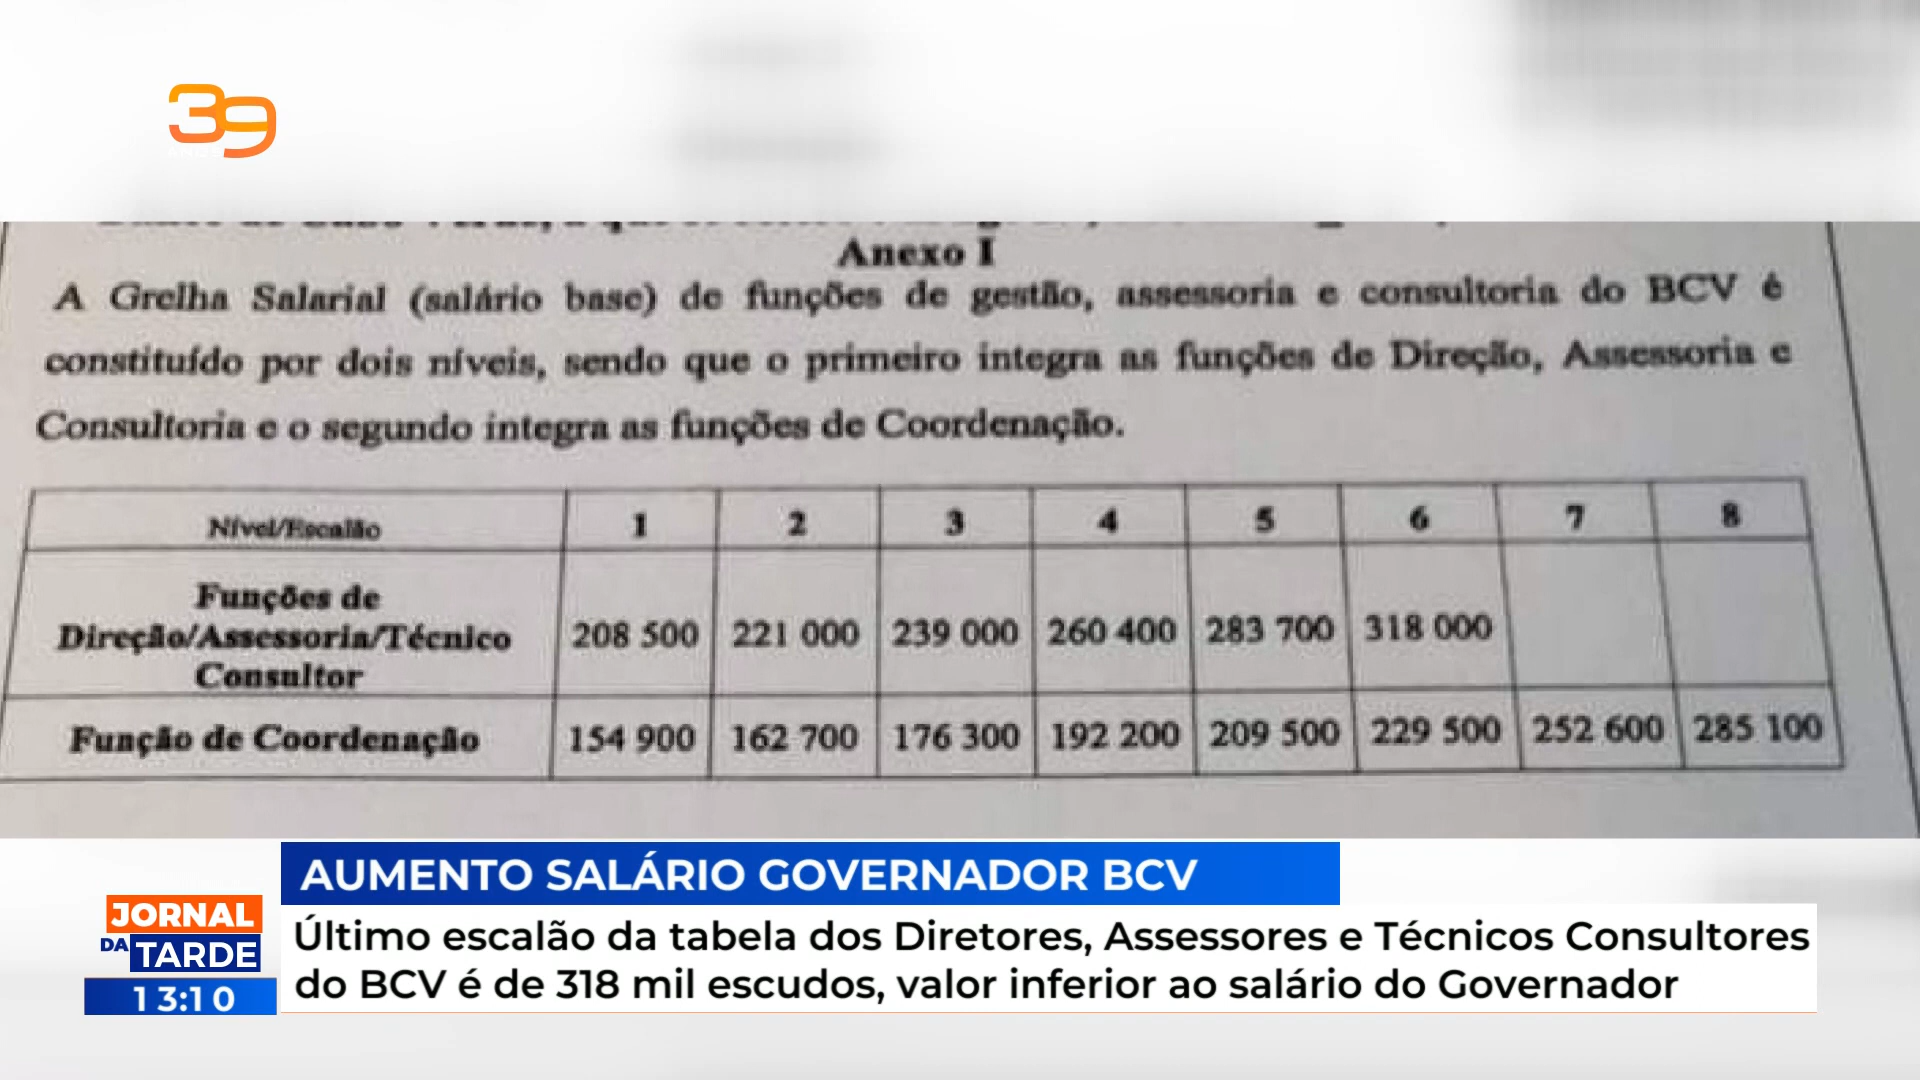 39
Anexo I
A Grelha Salarial (salário base) de funções de gestão, assessoria e consultoria do BCV é
constituído por dois níveis, sendo que o primeiro integra as funções de Direção, Assessoria e
Consultoria e o segundo integra as funções de Coordenação.
Nível/Escalão 1 2 3 4 5 6 7 8
Funções de
Direção/Assessoria/Técnico
Consultor
208 500 221 000 239 000 260 400 283 700 318 000
Função de Coordenação 154 900 162 700 176 300 192 200 209 500 229 500 252 600 285 100
AUMENTO SALÁRIO GOVERNADOR BCV
JORNAL
DA TARDE
13:10
Último escalão da tabela dos Diretores, Assessores e Técnicos Consultores
do BCV é de 318 mil escudos, valor inferior ao salário do Governador